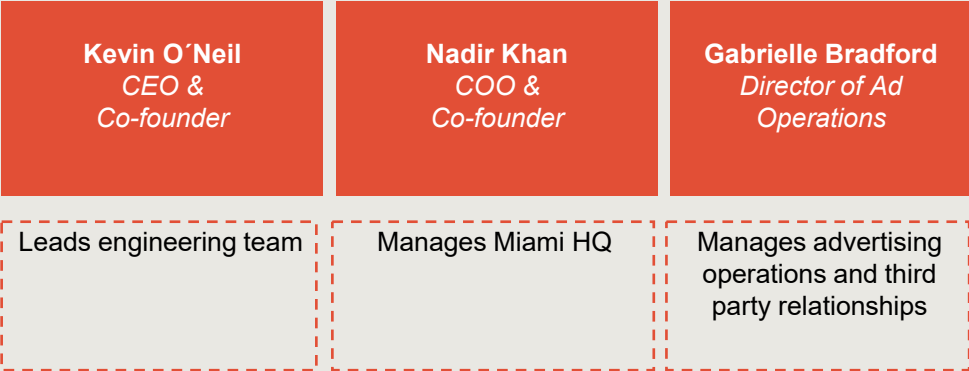 Kevin O´Neil
CEO &
Co-founder
Nadir Khan
COO &
Co-founder
Gabrielle Bradford
Director of Ad
Operations
Leads engineering team
Manages Miami HQ
Manages advertising
operations and third
party relationships